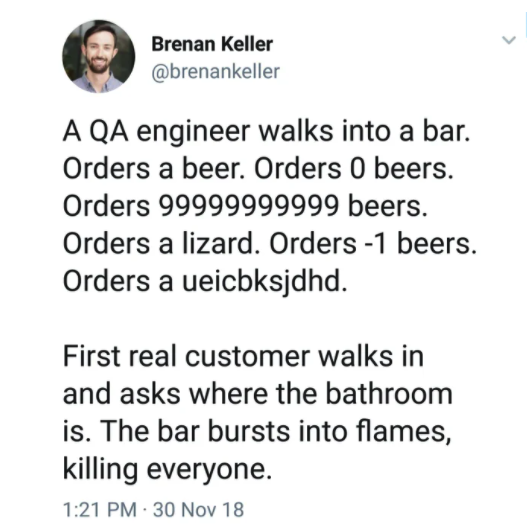 Brenan Keller
@brenankeller
A QA engineer walks into a bar.
Orders a beer. Orders 0 beers.
Orders 99999999999 beers.
Orders a lizard. Orders -1 beers.
Orders a ueicbksjdhd.
First real customer walks in
and asks where the bathroom
is. The bar bursts into flames,
killing everyone.
1:21 PM · 30 Nov 18